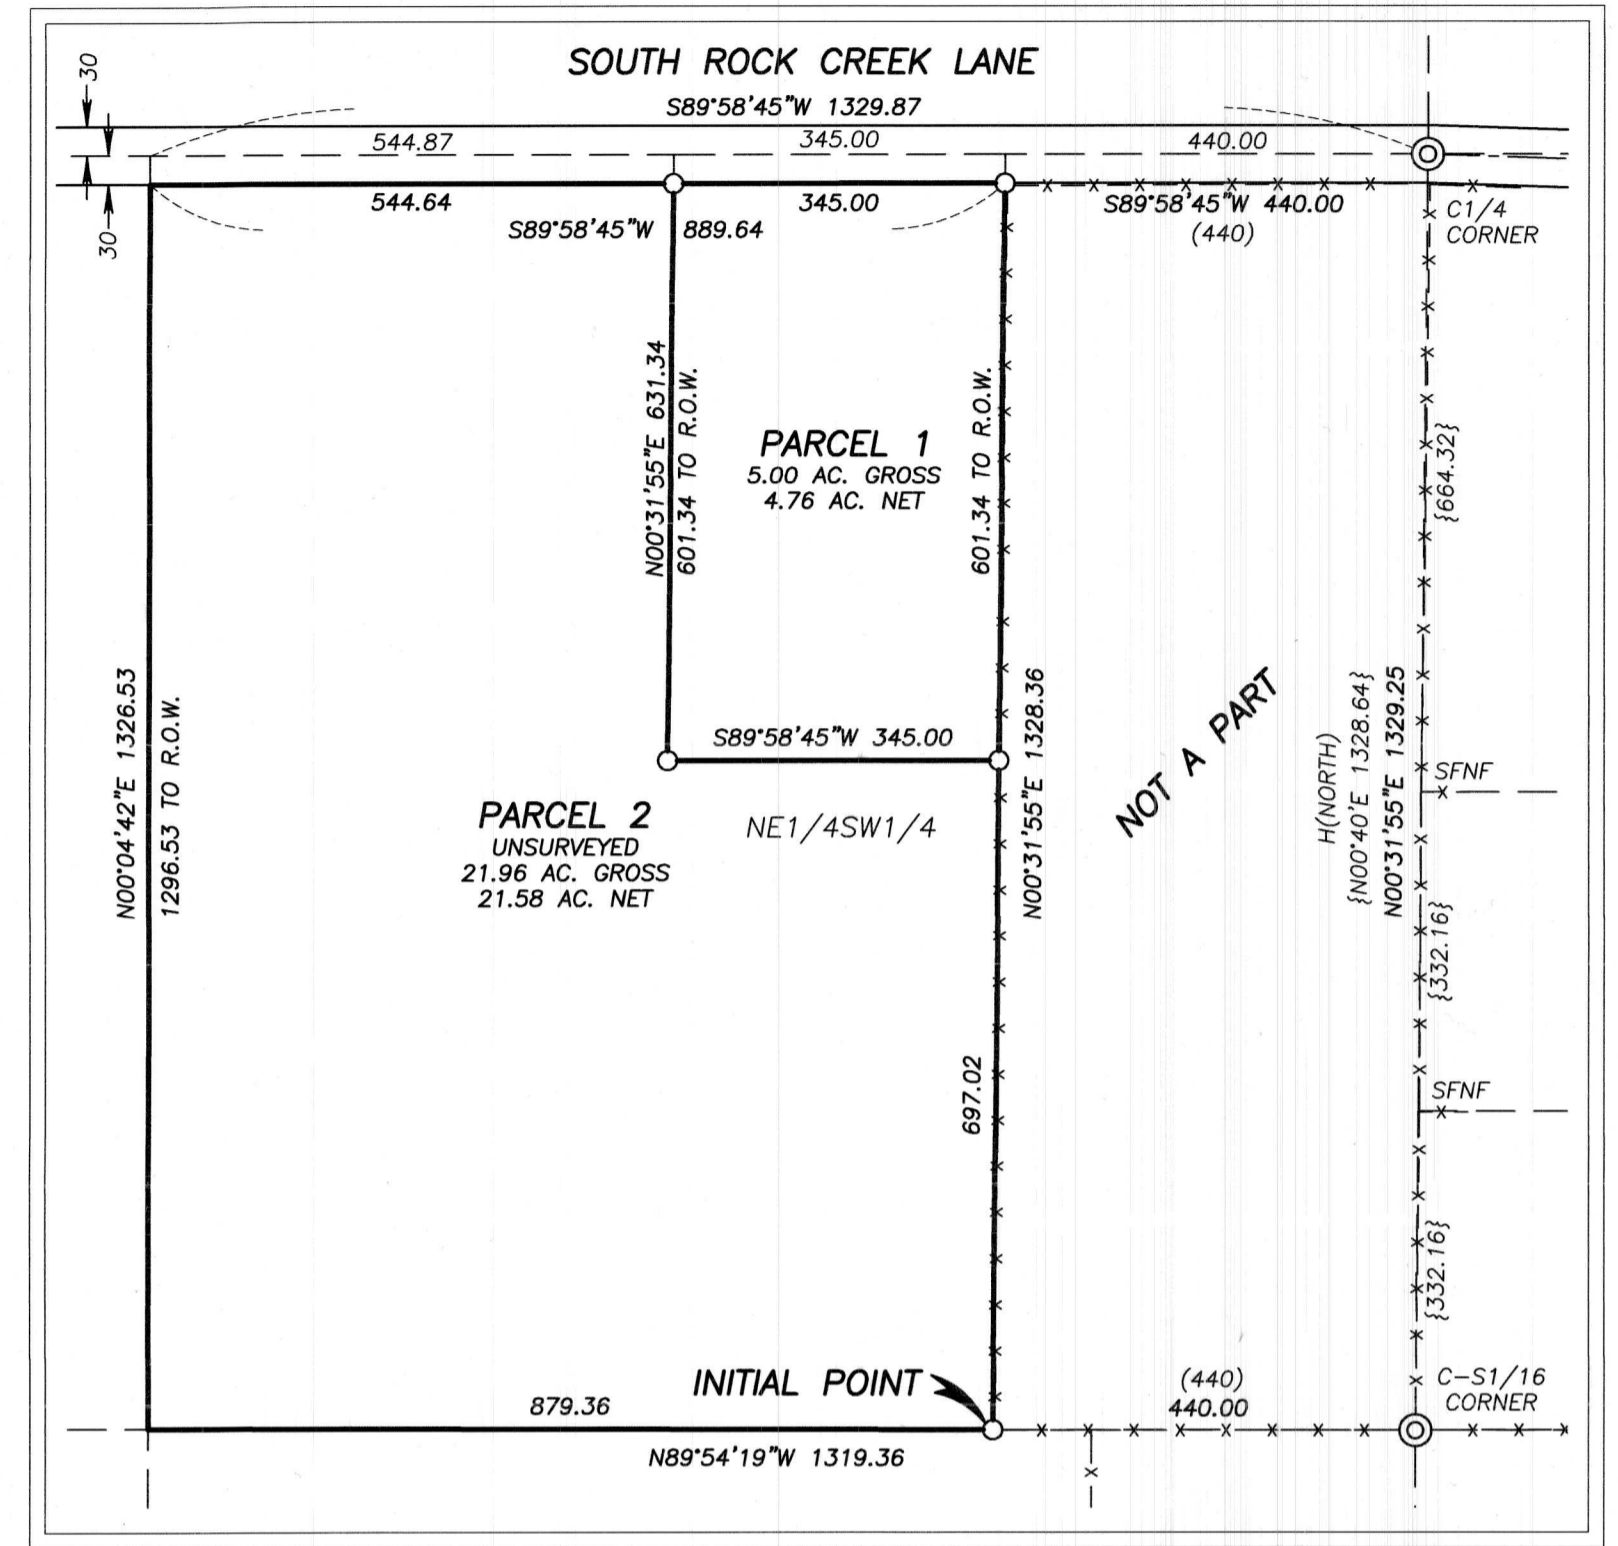 SOUTH ROCK CREEK LANE
S89°58'45"W 1329.87
30
544.87
345.00
440.00
30
544.64
345.00
S89°58'45"W 440.00
(440)
S89°58'45"W 889.64
C1/4
CORNER
N00°31'55"E 631.34
601.34 TO R.O.W.
PARCEL 1
5.00 AC. GROSS
4.76 AC. NET
601.34 TO R.O.W.
{664.32}
N00°04'42"E 1326.53
1296.53 TO R.O.W.
S89°58'45"W 345.00
N00°31'55"E 1328.36
NOT A PART
H(NORTH)
{N00°40'E 1328.64}
N00°31'55"E 1329.25
SFNF
PARCEL 2
UNSURVEYED
21.96 AC. GROSS
21.58 AC. NET
NE1/4SW1/4
{332.16}
697.02
SFNF
{332.16}
INITIAL POINT
879.36
N89°54'19"W 1319.36
(440)
440.00
C-S1/16
CORNER